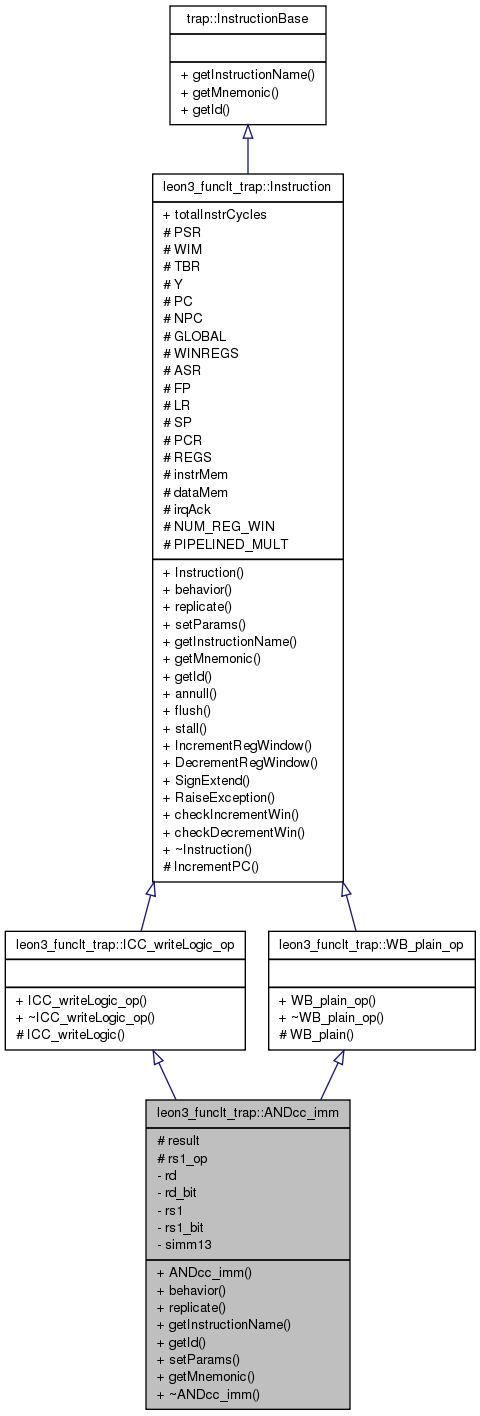 trap::InstructionBase
+ getInstructionName()
+ getMnemonic()
+ getId()
leon3_funclt_trap::Instruction
+ totalInstrCycles
# PSR
# WIM
# TBR
# Y
# PC
# NPC
# GLOBAL
# WINREGS
# ASR
# FP
# LR
# SP
# PCR
# REGS
# instrMem
# dataMem
# irqAck
# NUM_REG_WIN
# PIPELINED_MULT
+ Instruction()
+ behavior()
+ replicate()
+ setParams()
+ getInstructionName()
+ getMnemonic()
+ getId()
+ annull()
+ flush()
+ stall()
+ IncrementRegWindow()
+ DecrementRegWindow()
+ SignExtend()
+ RaiseException()
+ checkIncrementWin()
+ checkDecrementWin()
+ ~Instruction()
# IncrementPC()
leon3_funclt_trap::ICC_writeLogic_op
+ ICC_writeLogic_op()
+ ~ICC_writeLogic_op()
# ICC_writeLogic()
leon3_funclt_trap::WB_plain_op
+ WB_plain_op()
+ ~WB_plain_op()
# WB_plain()
leon3_funclt_trap::ANDcc_imm
# result
# rs1_op
- rd
- rd_bit
- rs1
- rs1_bit
- simm13
+ ANDcc_imm()
+ behavior()
+ replicate()
+ getInstructionName()
+ getId()
+ setParams()
+ getMnemonic()
+ ~ANDcc_imm()